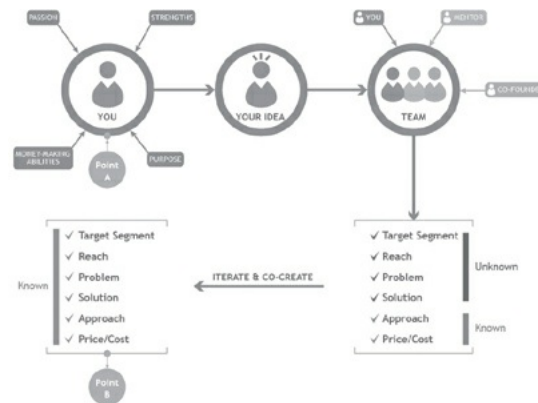 PASSION
STRENGTHS
YOU
MENTOR
CO-FOUNDER
YOU
YOUR IDEA
TEAM
MONEY-MAKING
ABILITIES
Point
A
PURPOSE
Known
✓ Target Segment
✓ Reach
✓ Problem
✓ Solution
✓ Approach
✓ Price/Cost
ITERATE & CO-CREATE
✓ Target Segment
✓ Reach
✓ Problem
✓ Solution
✓ Approach
✓ Price/Cost
Unknown
Known
Point
B